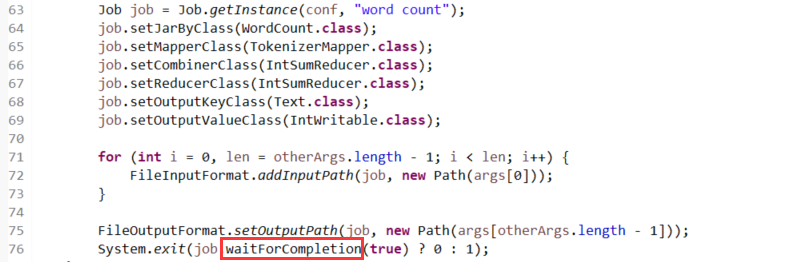 63 Job job = Job.getInstance(conf, "word count");
64 job.setJarByClass(WordCount.class);
65 job.setMapperClass(TokenizerMapper.class);
66 job.setCombinerClass(IntSumReducer.class);
67 job.setReducerClass(IntSumReducer.class);
68 job.setOutputKeyClass(Text.class);
69 job.setOutputValueClass(IntWritable.class);
70
71 for (int i = 0, len = otherArgs.length - 1; i < len; i++) {
72 FileInputFormat.addInputPath(job, new Path(args[0]));
73 }
74
75 FileOutputFormat.setOutputPath(job, new Path(args[otherArgs.length - 1]));
76 System.exit(job waitForCompletion(true) ? 0 : 1);